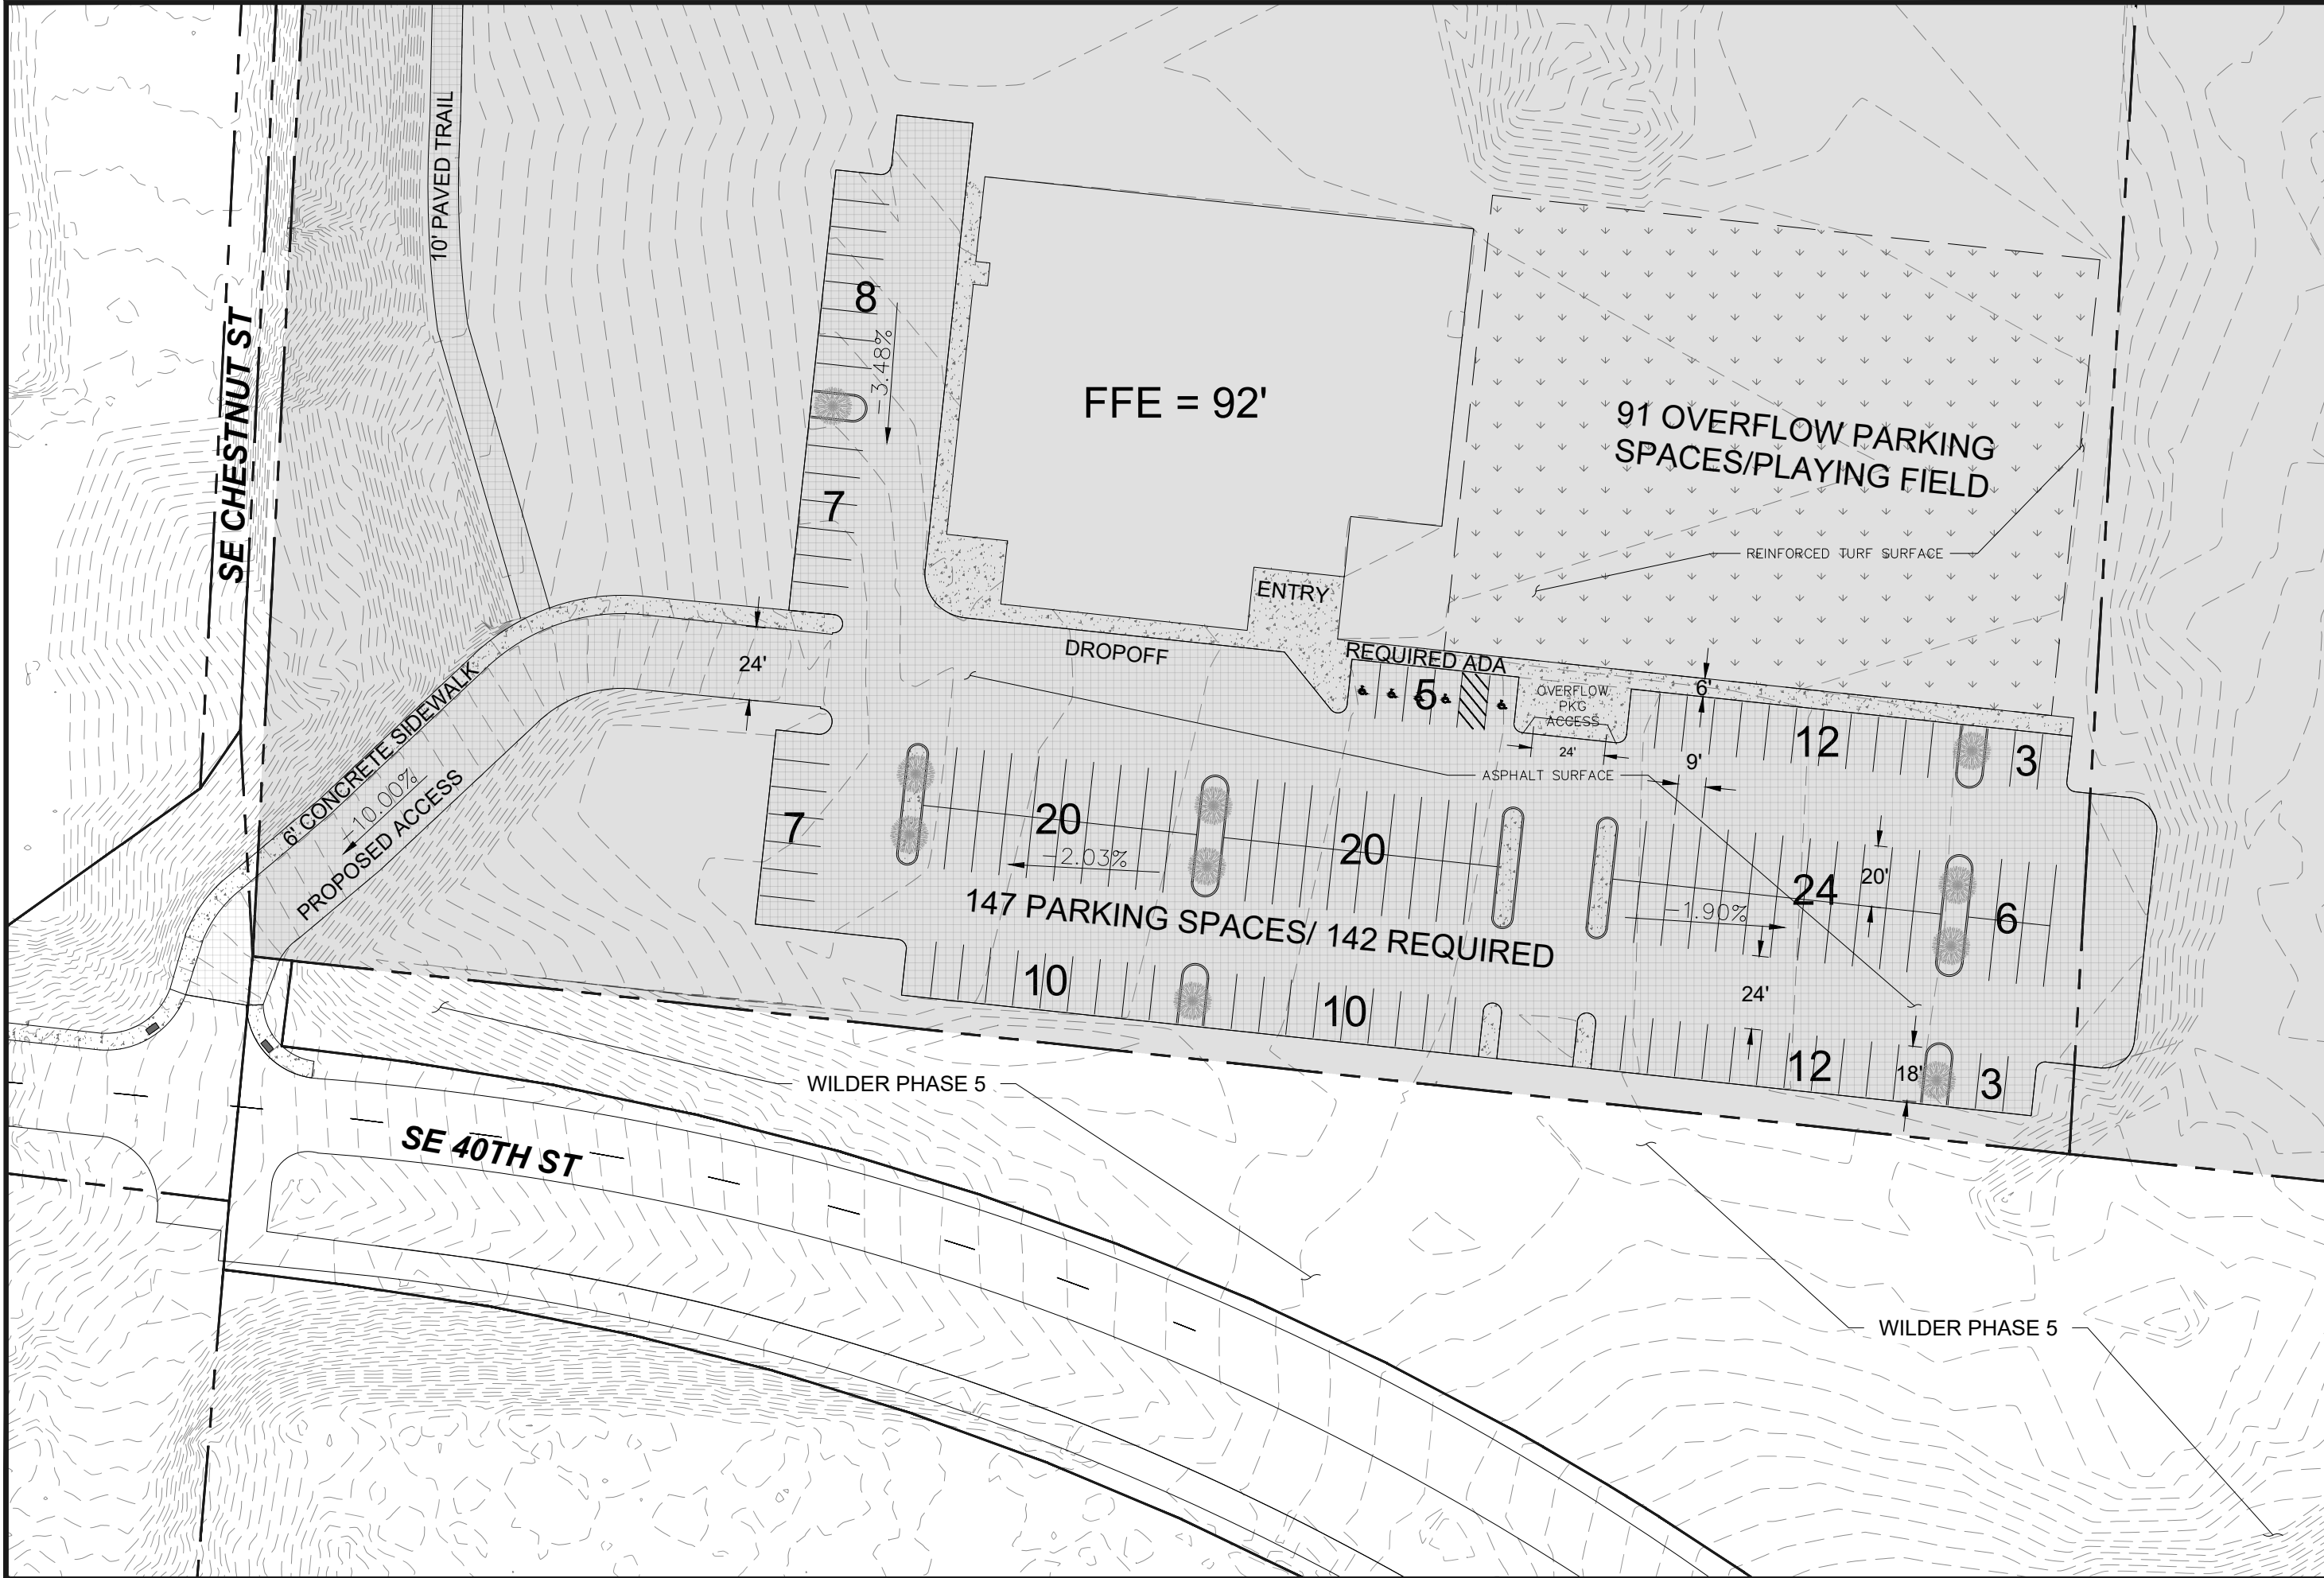 10' PAVED TRAIL
SE CHESTNUT ST
8
-3.48%
7
FFE = 92'
91 OVERFLOW PARKING
SPACES/PLAYING FIELD
REINFORCED TURF SURFACE
ENTRY
DROPOFF
REQUIRED ADA
5
OVERFLOW
PKG
ACCESS
24'
6'
12
3
9'
ASPHALT SURFACE
24'
6' CONCRETE SIDEWALK
-10.00%
PROPOSED ACCESS
7
20
-2.03%
20
24
20'
-1.90%
6
147 PARKING SPACES/ 142 REQUIRED
10
10
24'
12
18'
3
WILDER PHASE 5
SE 40TH ST
WILDER PHASE 5